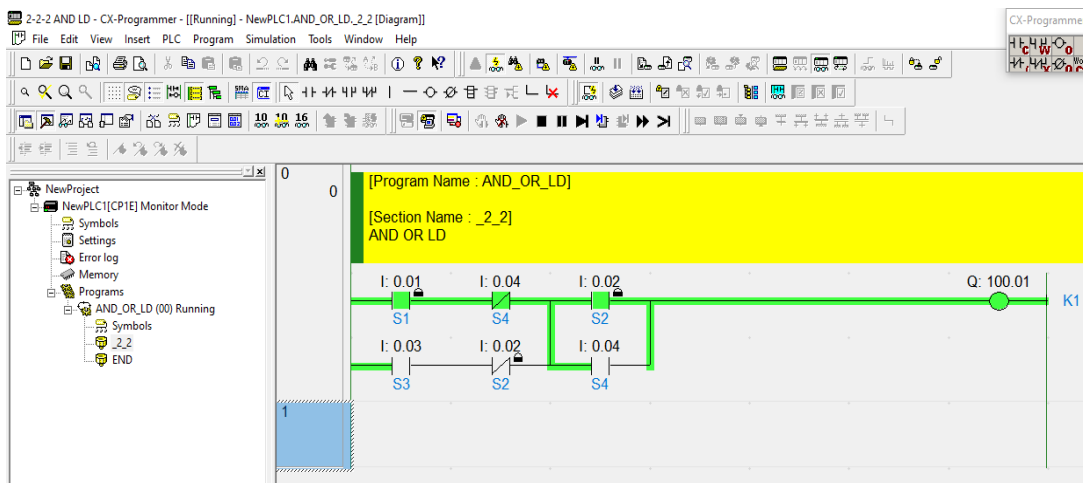 2-2-2 AND LD - CX-Programmer - [[Running] - NewPLC1.AND_OR_LD._2_2 [Diagram]]
CX-Programme
File Edit View Insert PLC Program Simulation Tools Window Help
10 10 16
NewProject
NewPLC1[CP1E] Monitor Mode
Symbols
Settings
Error log
Memory
Programs
AND_OR_LD (00) Running
Symbols
_2_2
END
0
0
[Program Name : AND_OR_LD]
[Section Name : _2_2]
AND OR LD
I: 0.01 I: 0.04 I: 0.02 Q: 100.01
K1
S1 S4 S2
I: 0.03 I: 0.02 I: 0.04
S3 S2 S4
1